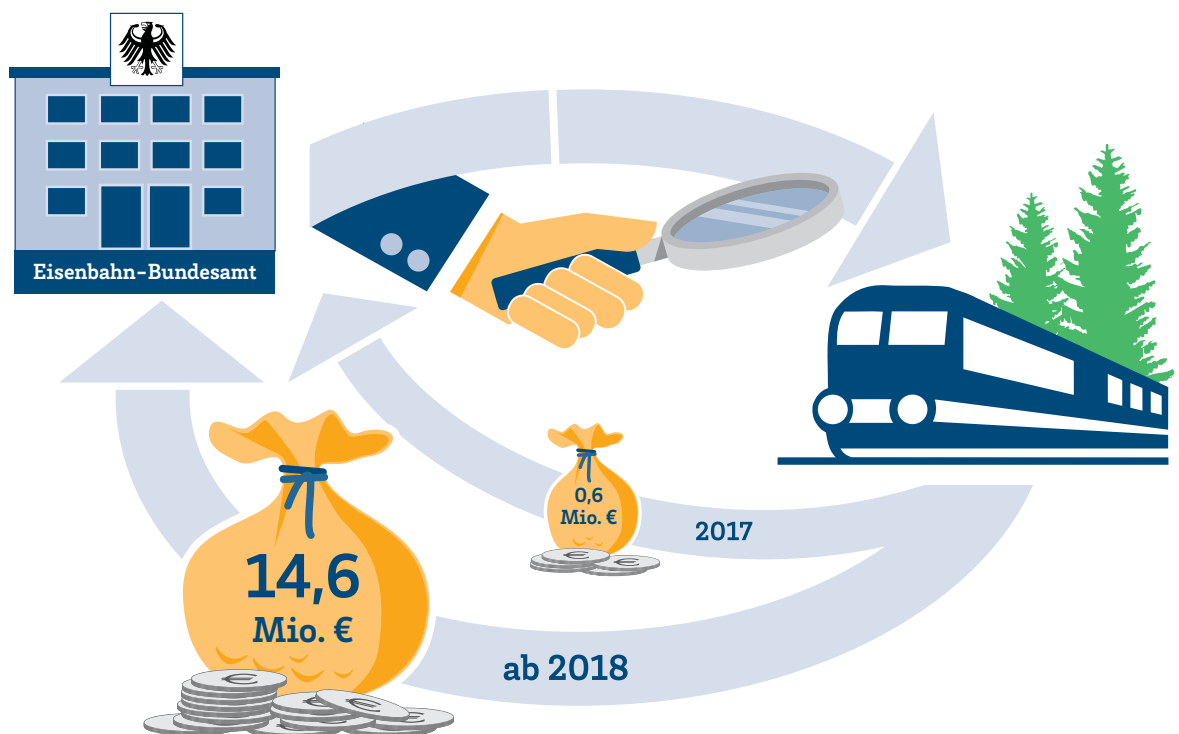 Eisenbahn-Bundesamt
0,6
Mio. €
2017
14,6
Mio. €
ab 2018